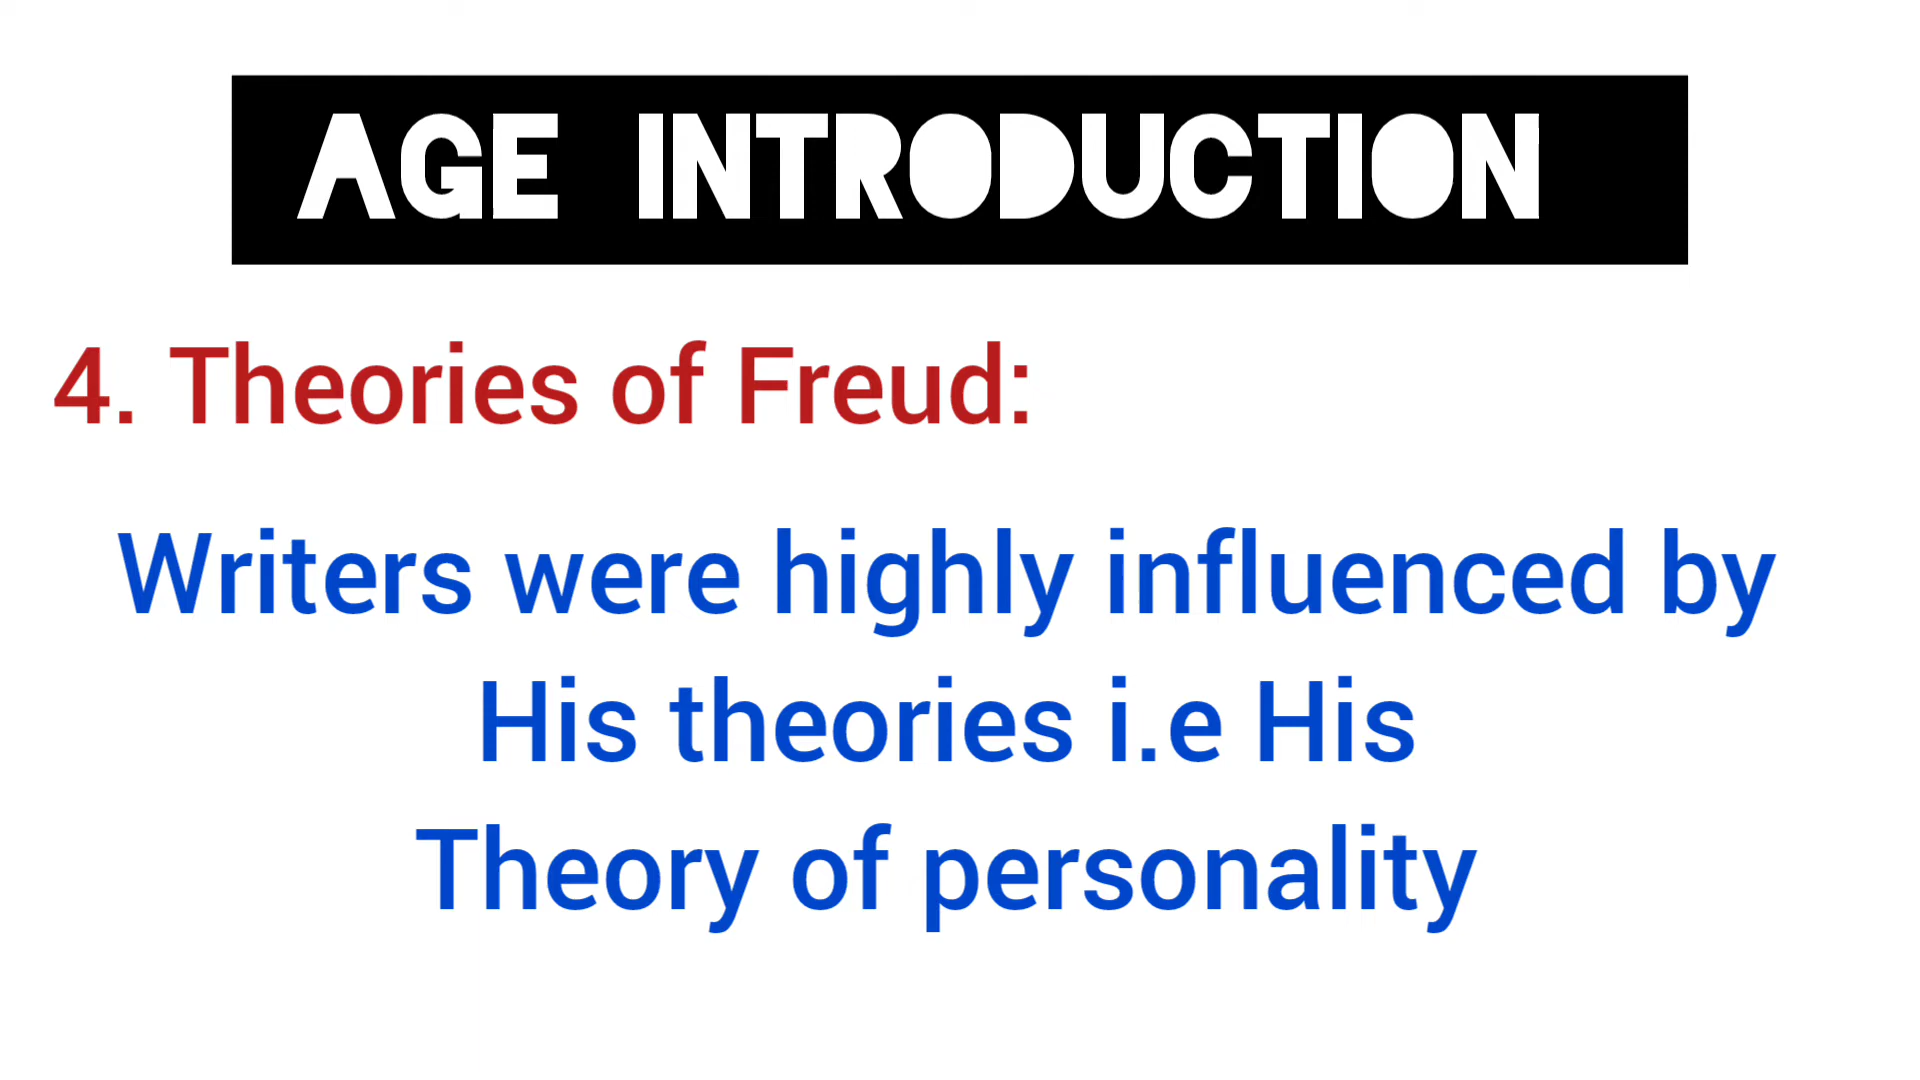 AGE INTRODUCTION
4. Theories of Freud:
Writers were highly influenced by
His theories i.e His
Theory of personality